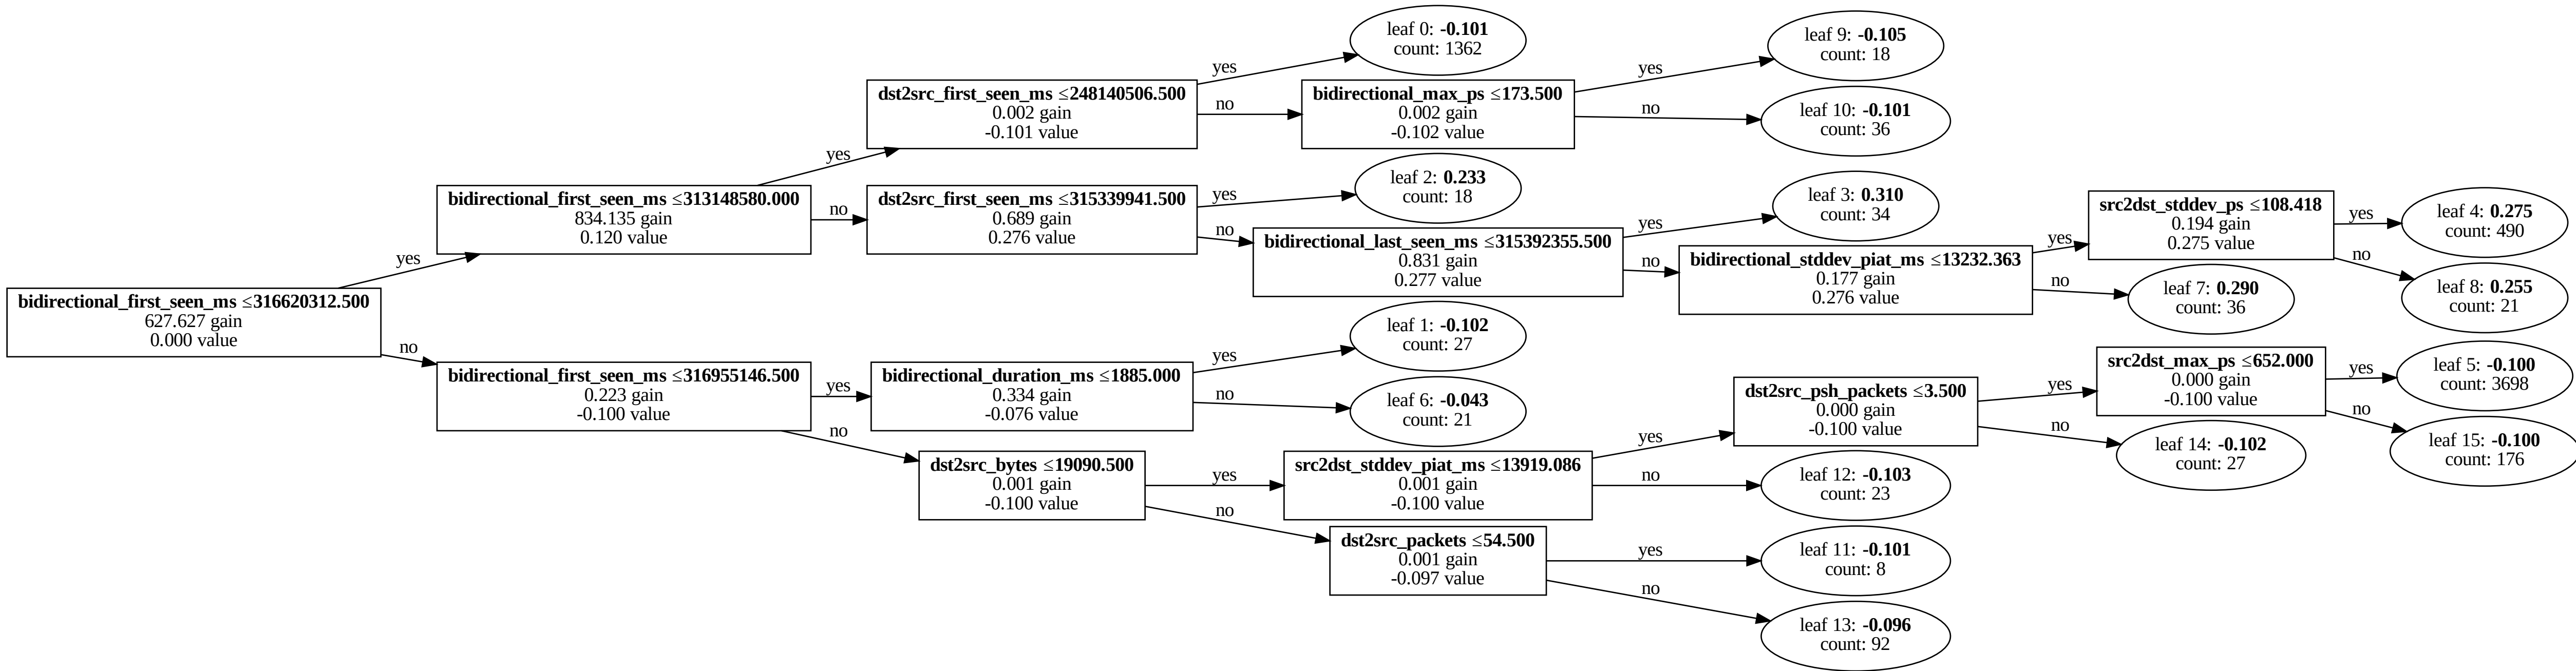 bidirectional_first_seen_ms ≤316620312.500
627.627 gain
0.000 value
yes
no
bidirectional_first_seen_ms ≤313148580.000
834.135 gain
0.120 value
yes
no
bidirectional_first_seen_ms ≤316955146.500
0.223 gain
-0.100 value
yes
no
dst2src_first_seen_ms ≤248140506.500
0.002 gain
-0.101 value
yes
no
dst2src_first_seen_ms ≤315339941.500
0.689 gain
0.276 value
yes
no
bidirectional_duration_ms ≤1885.000
0.334 gain
-0.076 value
yes
no
dst2src_bytes ≤19090.500
0.001 gain
-0.100 value
yes
no
leaf 0: -0.101
count: 1362
bidirectional_max_ps ≤173.500
0.002 gain
-0.102 value
yes
no
leaf 2: 0.233
count: 18
bidirectional_last_seen_ms ≤315392355.500
0.831 gain
0.277 value
yes
no
leaf 1: -0.102
count: 27
leaf 6: -0.043
count: 21
src2dst_stddev_piat_ms ≤13919.086
0.001 gain
-0.100 value
yes
no
dst2src_packets ≤54.500
0.001 gain
-0.097 value
yes
no
leaf 9: -0.105
count: 18
leaf 10: -0.101
count: 36
leaf 3: 0.310
count: 34
bidirectional_stddev_piat_ms ≤13232.363
0.177 gain
0.276 value
yes
no
dst2src_psh_packets ≤3.500
0.000 gain
-0.100 value
yes
no
leaf 12: -0.103
count: 23
leaf 11: -0.101
count: 8
leaf 13: -0.096
count: 92
src2dst_stddev_ps ≤108.418
0.194 gain
0.275 value
yes
no
leaf 7: 0.290
count: 36
src2dst_max_ps ≤652.000
0.000 gain
-0.100 value
yes
no
leaf 14: -0.102
count: 27
leaf 4: 0.275
count: 490
leaf 8: 0.255
count: 21
leaf 5: -0.100
count: 3698
leaf 15: -0.100
count: 176